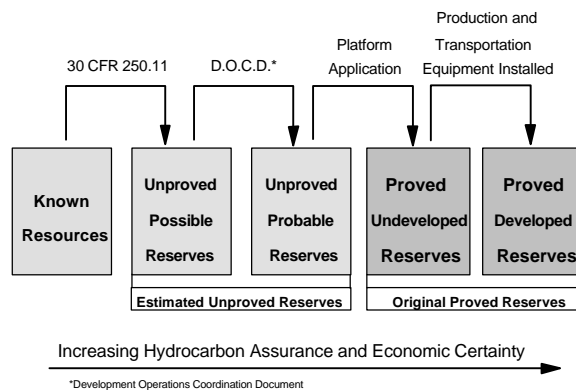 Production and
Transportation
Equipment Installed
Platform
Application
D.O.C.D.*
30 CFR 250.11
Known
Resources
Unproved
Possible
Reserves
Unproved
Probable
Reserves
Proved
Undeveloped
Reserves
Proved
Developed
Reserves
Estimated Unproved Reserves
Original Proved Reserves
Increasing Hydrocarbon Assurance and Economic Certainty
*Development Operations Coordination Document